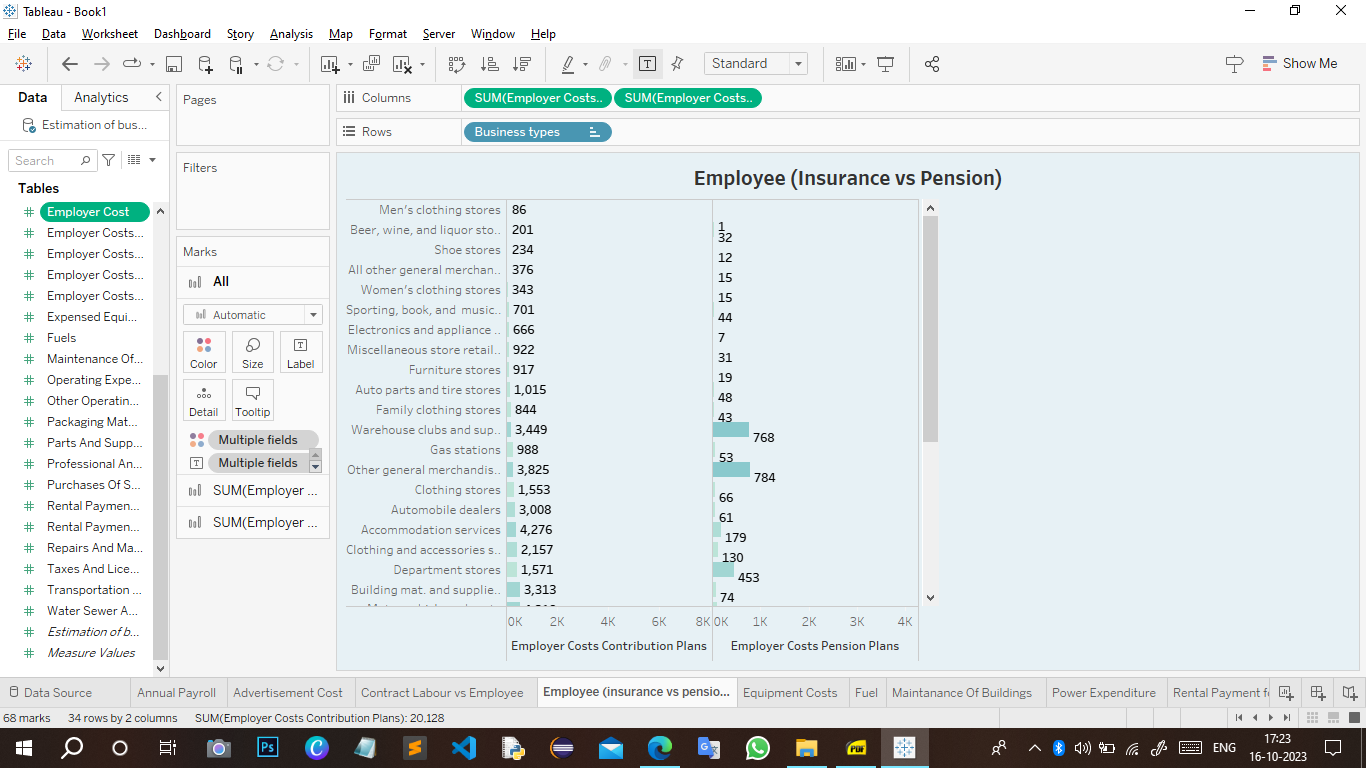 Tableau - Book1
File Data Worksheet Dashboard Story Analysis Map Format Server Window Help
Standard
Show Me
Data Analytics
Estimation of bus...
Search
Tables
Employer Cost
Employer Costs...
Employer Costs...
Employer Costs...
Employer Costs...
Expensed Equi...
Fuels
Maintenance Of...
Operating Expe...
Other Operatin...
Packaging Mat...
Parts And Supp...
Professional An...
Purchases Of S...
Rental Paymen...
Rental Paymen...
Repairs And Ma...
Taxes And Lice...
Transportation ...
Water Sewer A...
Estimation of b...
Measure Values
Pages
Filters
Marks
All
Automatic
Color Size Label
Detail Tooltip
Multiple fields
Multiple fields
SUM(Employer ...
SUM(Employer ...
Columns SUM(Employer Costs.. SUM(Employer Costs..
Rows Business types
Employee (Insurance vs Pension)
Men's clothing stores 86
Beer, wine, and liquor sto.. 201 1
Shoe stores 234 32
All other general merchan.. 376 12
Women's clothing stores 343 15
Sporting, book, and music.. 701 15
Electronics and appliance .. 666 44
Miscellaneous store retail.. 922 7
Furniture stores 917 31
Auto parts and tire stores 1,015 19
Family clothing stores 844 48
Warehouse clubs and sup.. 3,449 43
Gas stations 988 768
Other general merchandis.. 3,825 53
Clothing stores 1,553 784
Automobile dealers 3,008 66
Accommodation services 4,276 61
Clothing and accessories s.. 2,157 179
Department stores 1,571 130
Building mat. and supplie.. 3,313 453
74
0K 2K 4K 6K 8K 0K 1K 2K 3K 4K
Employer Costs Contribution Plans Employer Costs Pension Plans
Data Source Annual Payroll Advertisement Cost Contract Labour vs Employee Employee (insurance vs pensio... Equipment Costs Fuel Maintanance Of Buildings Power Expenditure Rental Payment f
68 marks 34 rows by 2 columns SUM(Employer Costs Contribution Plans): 20,128
Ps
PDF
ENG
17:23
16-10-2023